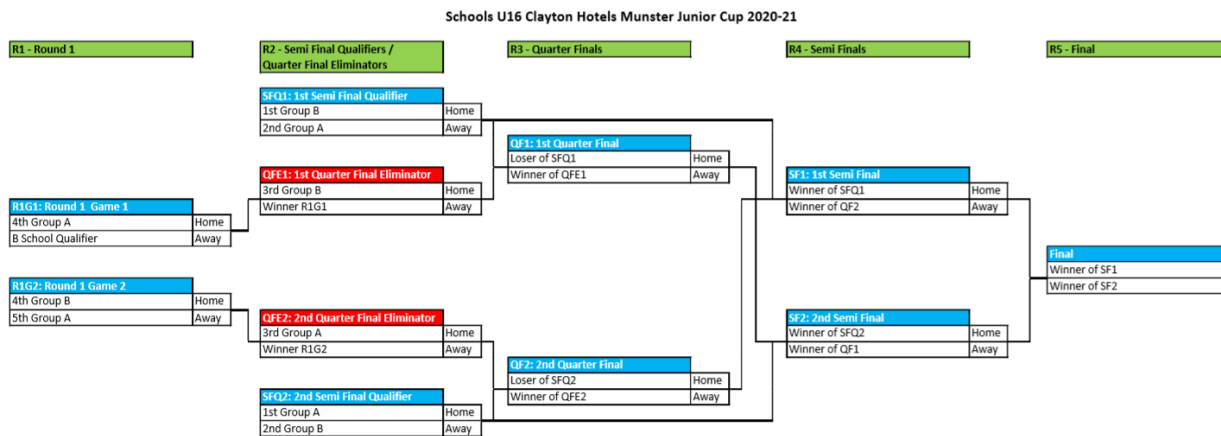 Schools U16 Clayton Hotels Munster Junior Cup 2020-21
R1 - Round 1
R2 - Semi Final Qualifiers /
Quarter Final Eliminators
R3 - Quarter Finals
R4 - Semi Finals
R5 - Final
SFQ1: 1st Semi Final Qualifier
1st Group B Home
2nd Group A Away
QF1: 1st Quarter Final
Loser of SFQ1 Home
Winner of QFE1 Away
QFE1: 1st Quarter Final Eliminator
3rd Group B Home
Winner R1G1 Away
SF1: 1st Semi Final
Winner of SFQ1 Home
Winner of QF2 Away
R1G1: Round 1 Game 1
4th Group A Home
B School Qualifier Away
Final
Winner of SF1
Winner of SF2
R1G2: Round 1 Game 2
4th Group B Home
5th Group A Away
QFE2: 2nd Quarter Final Eliminator
3rd Group A Home
Winner R1G2 Away
SF2: 2nd Semi Final
Winner of SFQ2 Home
Winner of QF1 Away
QF2: 2nd Quarter Final
Loser of SFQ2 Home
Winner of QFE2 Away
SFQ2: 2nd Semi Final Qualifier
1st Group A Home
2nd Group B Away